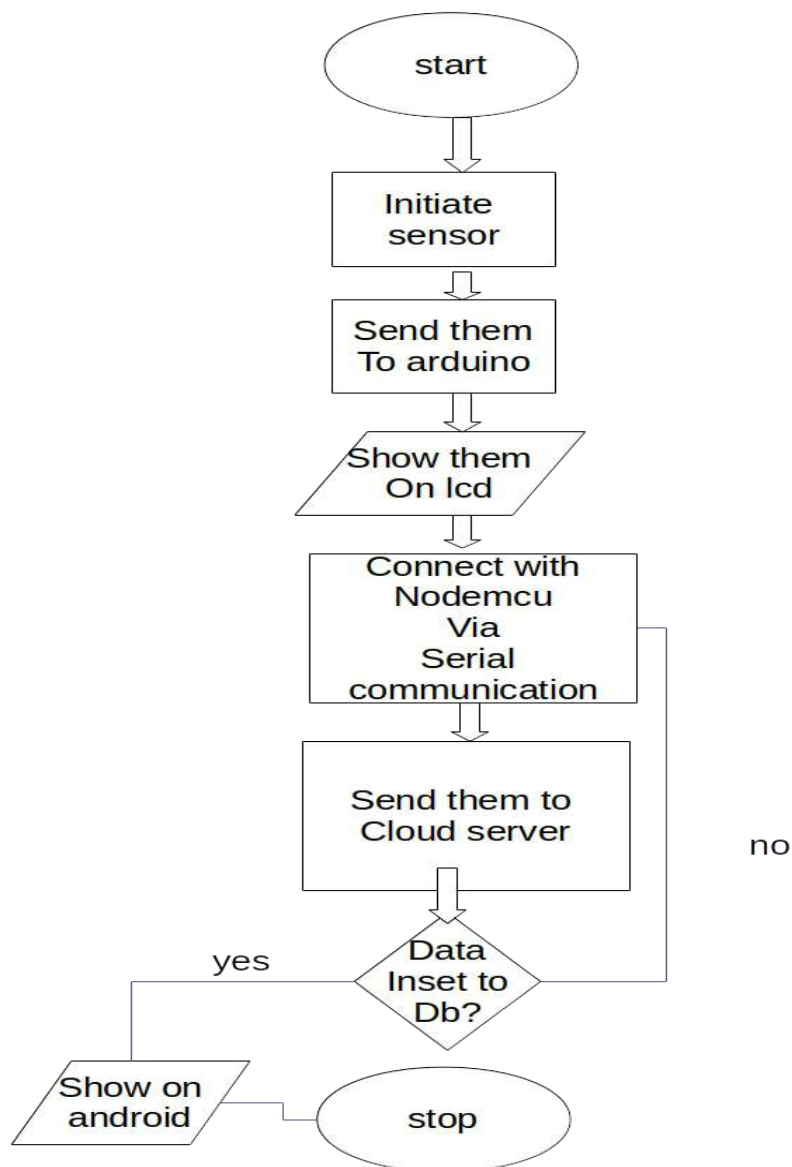 start
Initiate
sensor
Send them
To arduino
Show them
On lcd
Connect with
Nodemcu
Via
Serial
communication
Send them to
Cloud server
no
Data
Inset to
Db?
yes
Show on
android
stop